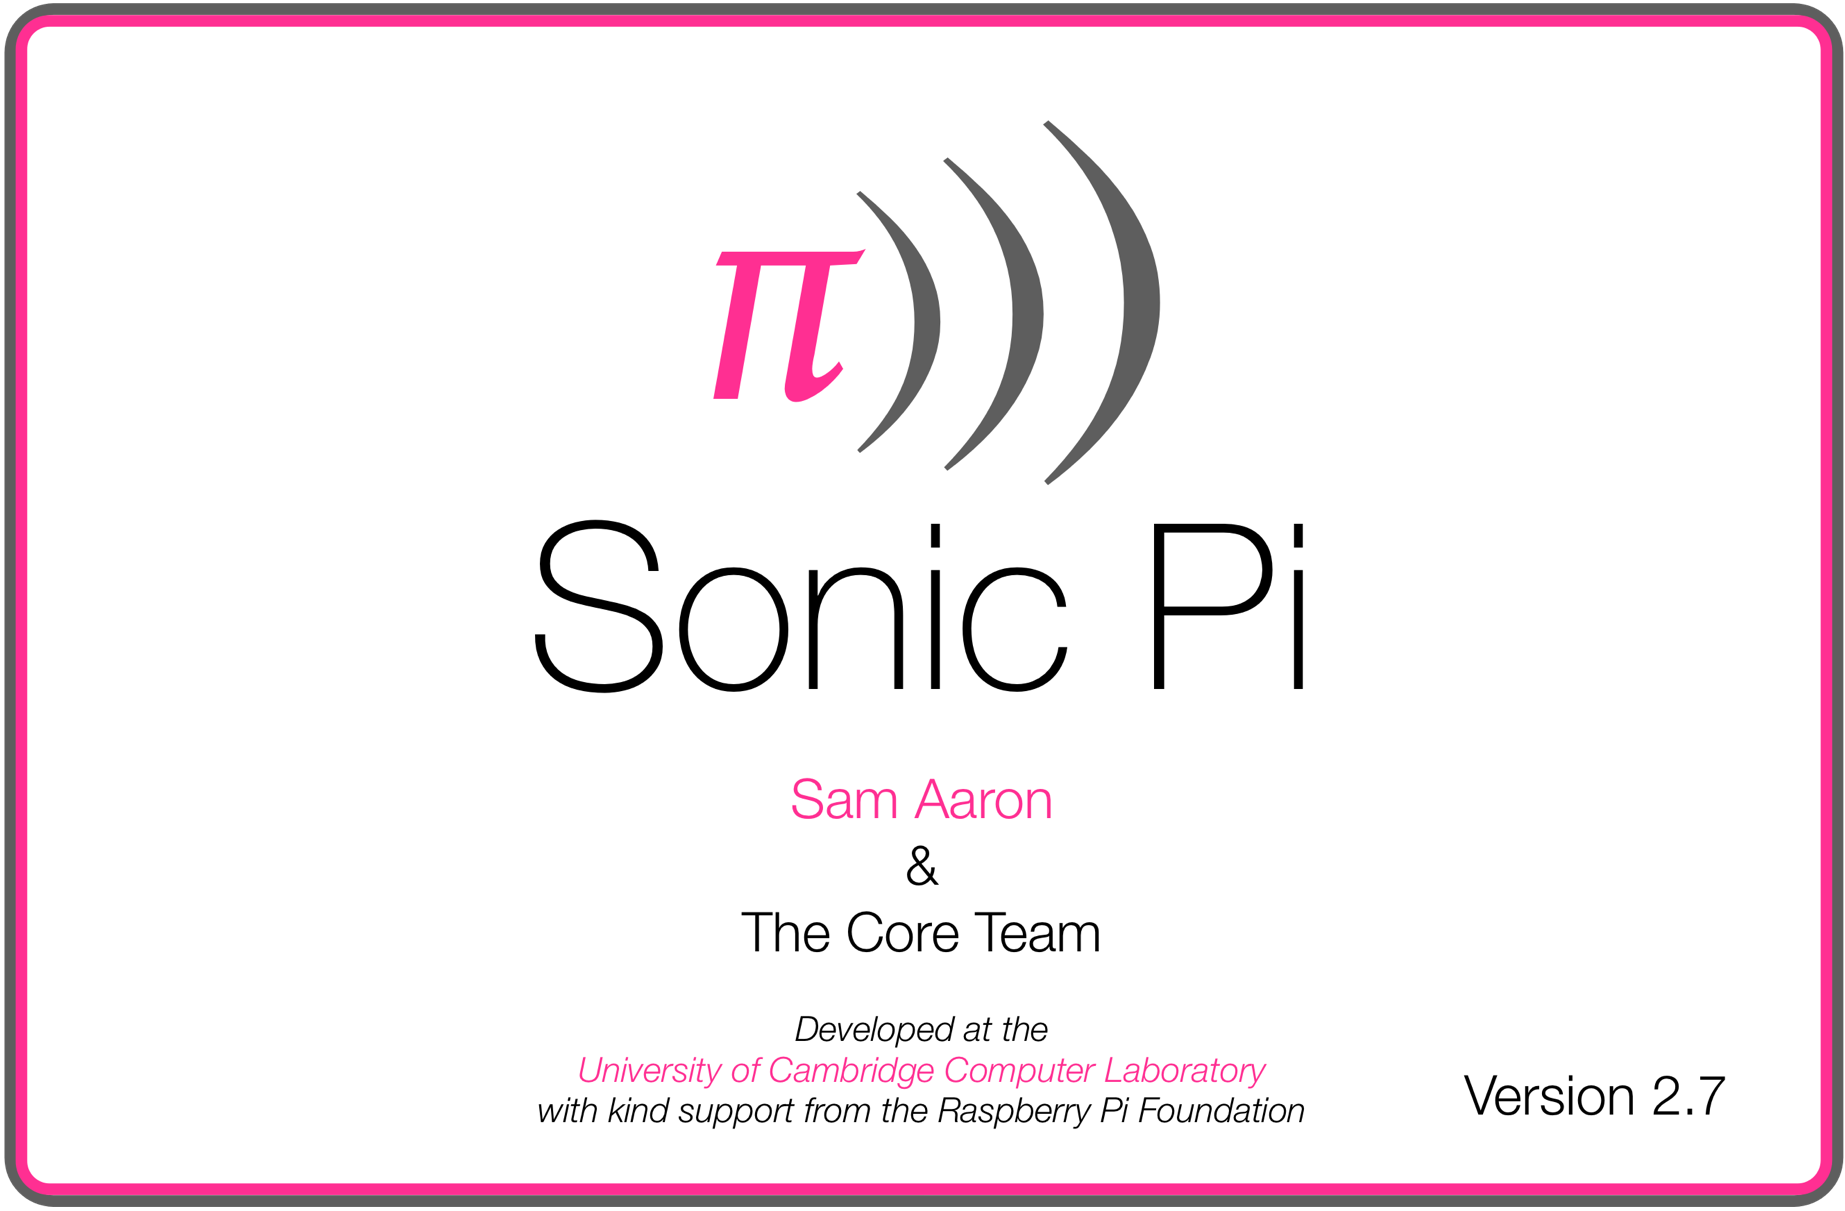 π
Sonic Pi
Sam Aaron
&
The Core Team
Developed at the
University of Cambridge Computer Laboratory
with kind support from the Raspberry Pi Foundation
Version 2.7